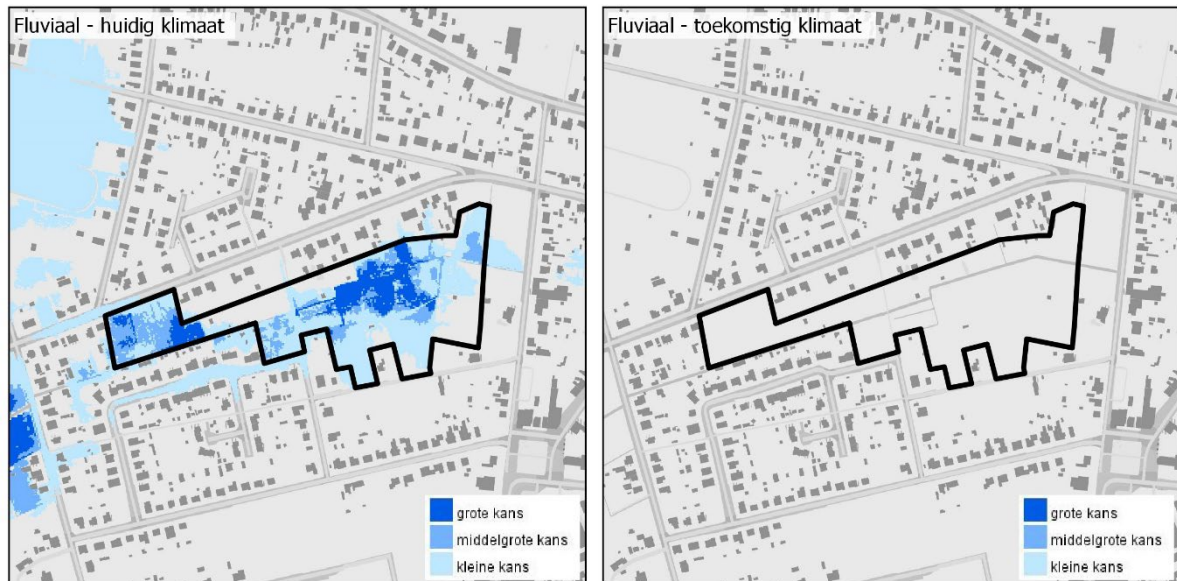 Fluviaal - huidig klimaat
grote kans
middelgrote kans
kleine kans
Fluviaal - toekomstig klimaat
grote kans
middelgrote kans
kleine kans